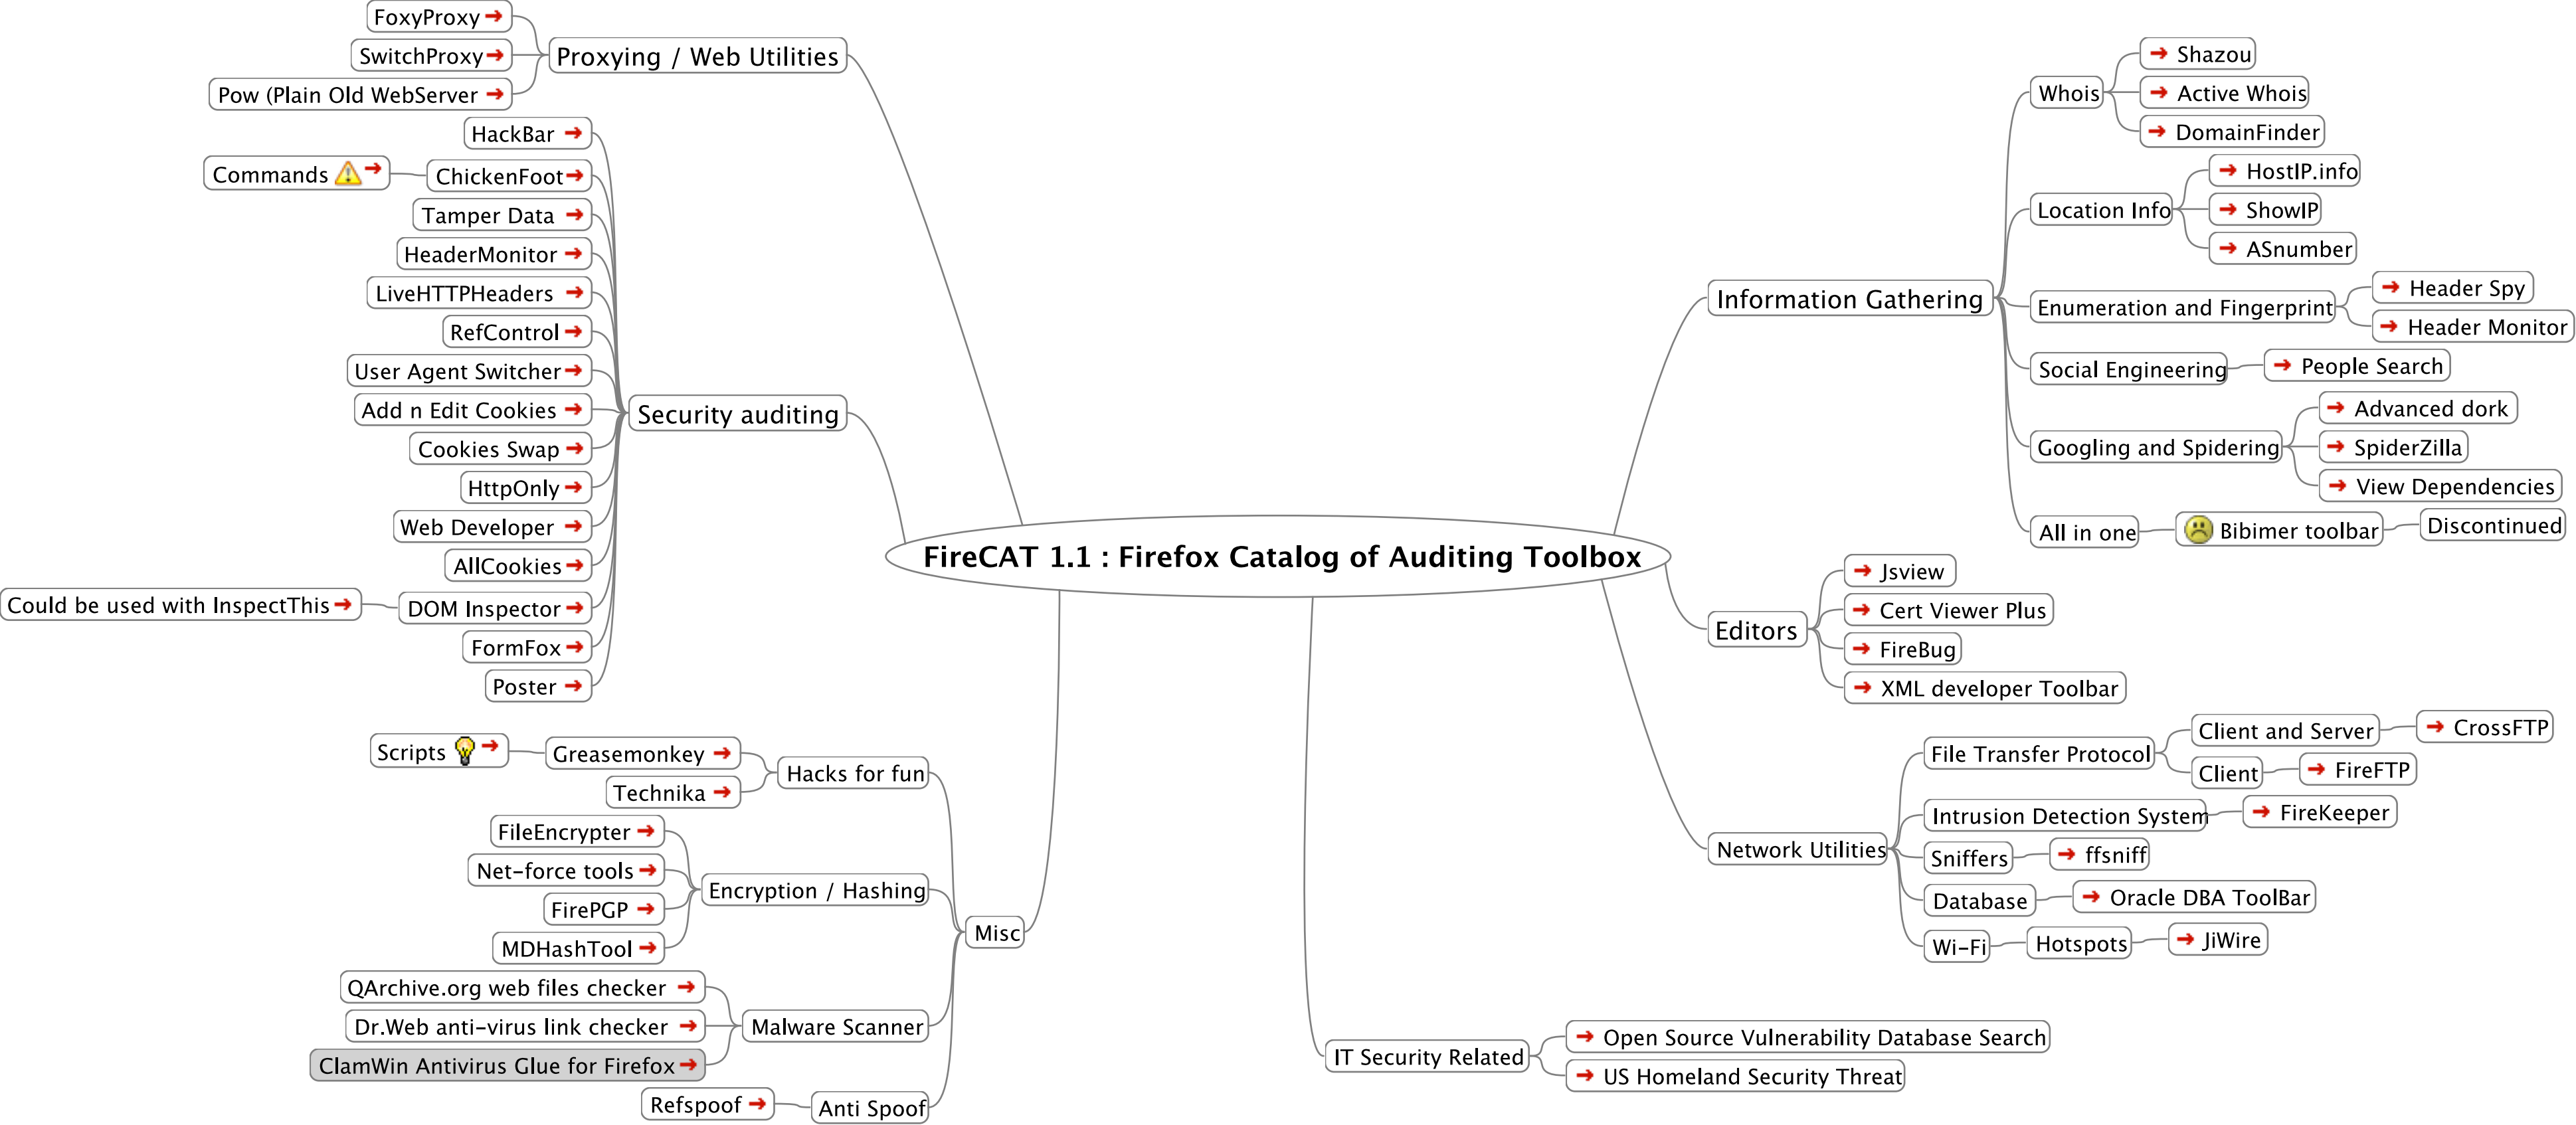 FoxyProxy
SwitchProxy
Pow (Plain Old WebServer
Proxying / Web Utilities
HackBar
Commands
ChickenFoot
Tamper Data
HeaderMonitor
LiveHTTPHeaders
RefControl
User Agent Switcher
Add n Edit Cookies
Cookies Swap
HttpOnly
Web Developer
AllCookies
Could be used with InspectThis
DOM Inspector
FormFox
Poster
Security auditing
Scripts
Greasemonkey
Technika
Hacks for fun
FileEncrypter
Net-force tools
FirePGP
MDHashTool
Encryption / Hashing
QArchive.org web files checker
Dr.Web anti-virus link checker
ClamWin Antivirus Glue for Firefox
Malware Scanner
Refspoof
Anti Spoof
Misc
FireCAT 1.1 : Firefox Catalog of Auditing Toolbox
Information Gathering
Whois
Shazou
Active Whois
DomainFinder
Location Info
HostIP.info
ShowIP
ASnumber
Enumeration and Fingerprint
Header Spy
Header Monitor
Social Engineering
People Search
Googling and Spidering
Advanced dork
SpiderZilla
View Dependencies
All in one
Bibimer toolbar
Discontinued
Editors
Jsview
Cert Viewer Plus
FireBug
XML developer Toolbar
Network Utilities
File Transfer Protocol
Client and Server
CrossFTP
Client
FireFTP
Intrusion Detection System
FireKeeper
Sniffers
ffsniff
Database
Oracle DBA ToolBar
Wi-Fi
Hotspots
JiWire
IT Security Related
Open Source Vulnerability Database Search
US Homeland Security Threat